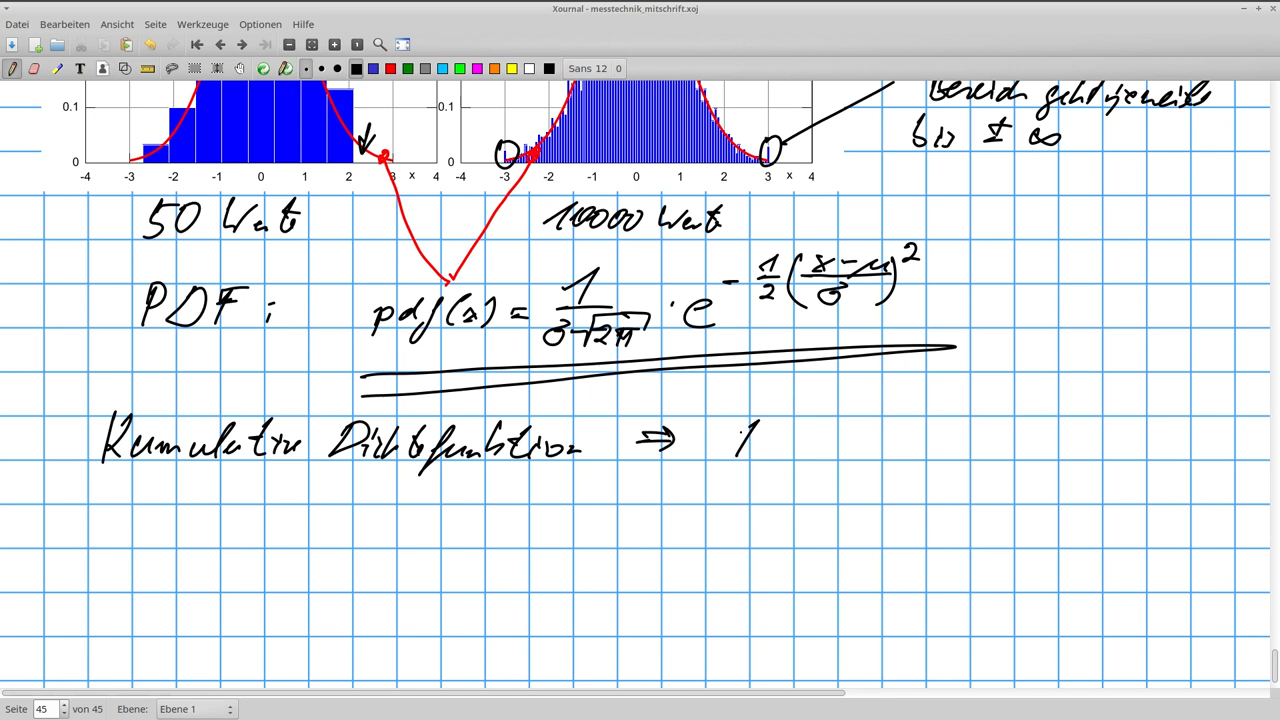 Xournal - messtechnik_mitschrift.xoj
Datei Bearbeiten Ansicht Seite Werkzeuge Optionen Hilfe
Sans 12 0
0.1 0.1
0 0
-4 -3 -2 -1 0 1 2 3 x 4 -4 -3 -2 -1 0 1 2 3 x 4
Bereich geht jeweils
bis ± ∞
50 Wert 10000 Wert
PDF : pdf(x) = 1/(σ√2π) · e^(-1/2((x-μ)/σ)^2)
Kumulative Dichtefunktion ⇒
Seite 45 von 45 Ebene: Ebene 1